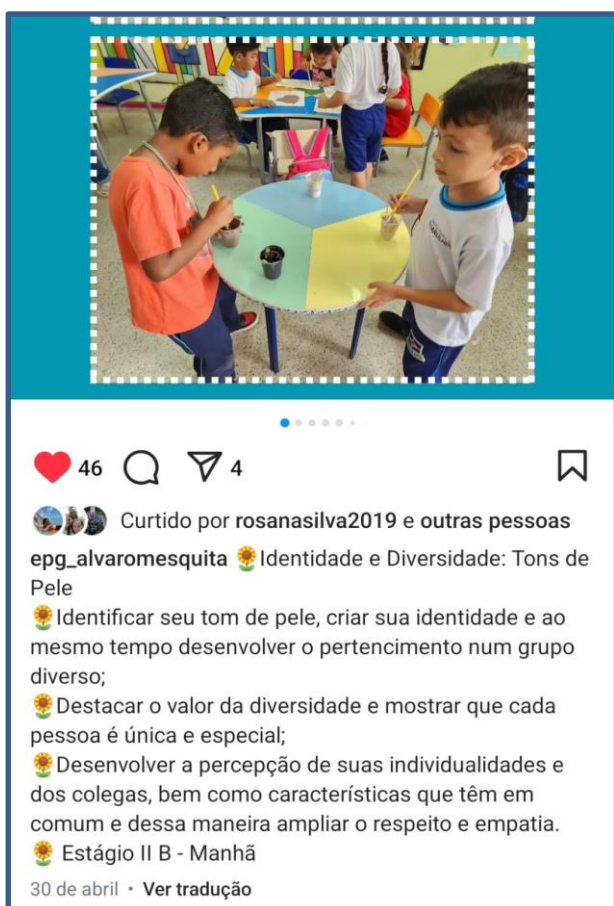 46 4
Curtido por rosanasilva2019 e outras pessoas
epg_alvaromesquita 🌻Identidade e Diversidade: Tons de
Pele
🌻Identificar seu tom de pele, criar sua identidade e ao
mesmo tempo desenvolver o pertencimento num grupo
diverso;
🌻Destacar o valor da diversidade e mostrar que cada
pessoa é única e especial;
🌻Desenvolver a percepção de suas individualidades e
dos colegas, bem como características que têm em
comum e dessa maneira ampliar o respeito e empatia.
🌻 Estágio II B - Manhã
30 de abril • Ver tradução